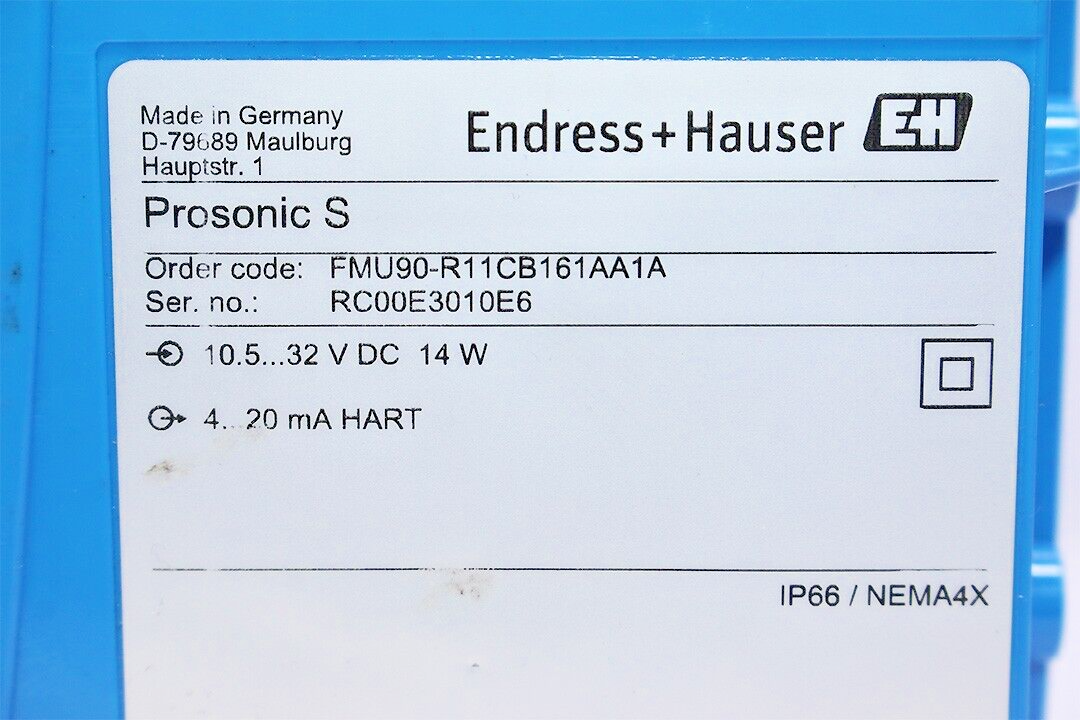 Made in Germany
D-79689 Maulburg
Hauptstr. 1
Endress+Hauser EH
Prosonic S
Order code: FMU90-R11CB161AA1A
Ser. no.: RC00E3010E6
10.5...32 V DC 14 W
4...20 mA HART
IP66 / NEMA4X